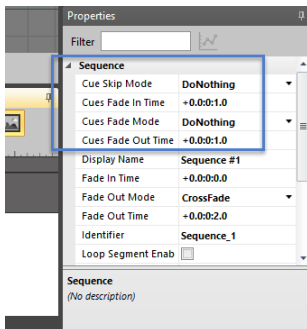 Properties
Filter
Sequence
Cue Skip Mode DoNothing
Cues Fade In Time +0.0:0:1.0
Cues Fade Mode DoNothing
Cues Fade Out Time +0.0:0:1.0
Display Name Sequence #1
Fade In Time +0.0:0:0.0
Fade Out Mode CrossFade
Fade Out Time +0.0:0:2.0
Identifier Sequence_1
Loop Segment Enab
Sequence
(No description)